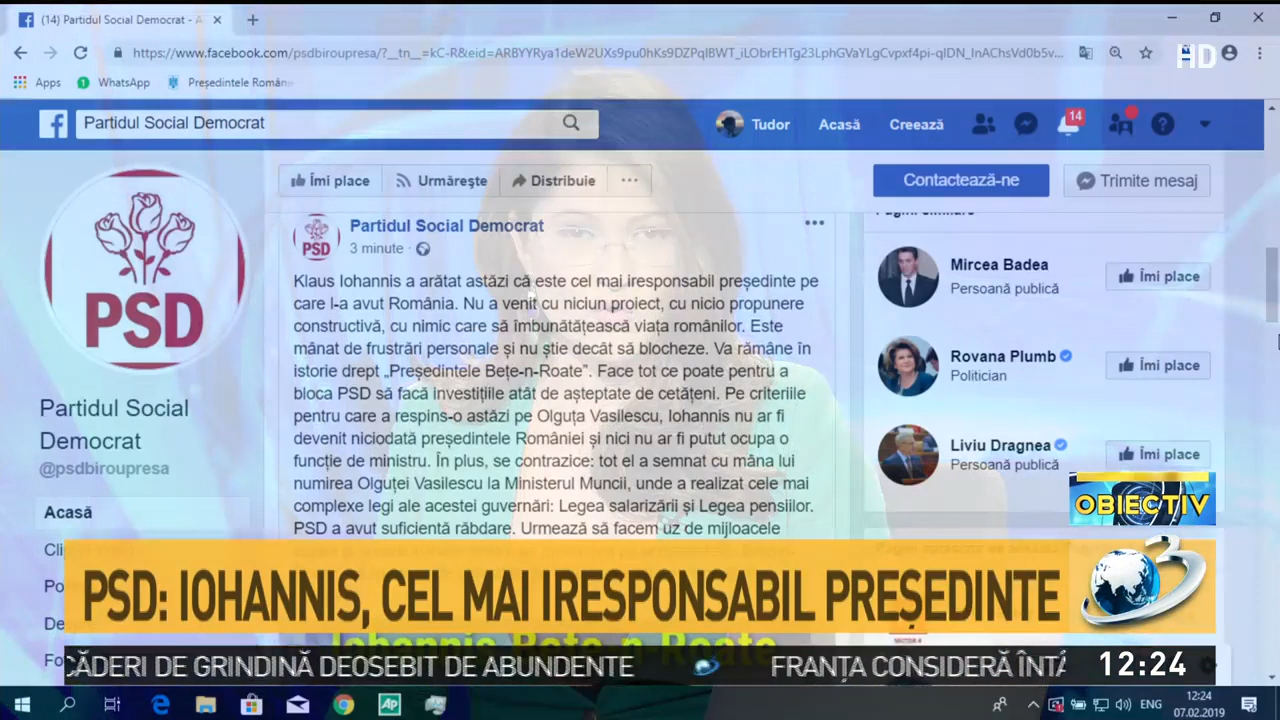 (14) Partidul Social Democrat - A
https://www.facebook.com/psdbiroupresa/?__tn__=kC-R&eid=ARBYYRya1deW2UXs9pu0hKs9DZPqIBWT_iLObrEHTg23LphGVaYLgCvpxf4pi-qIDN_InAChsVd0b5v...
HD
Apps
WhatsApp
Președintele Românie
Partidul Social Democrat
Tudor
Acasă
Creează
14
Îmi place
Urmărește
Distribuie
Contactează-ne
Trimite mesaj
PSD
Partidul Social
Democrat
@psdbiroupresa
Acasă
PSD
Partidul Social Democrat
3 minute
Klaus Iohannis a arătat astăzi că este cel mai iresponsabil președinte pe
care l-a avut România. Nu a venit cu niciun proiect, cu nicio propunere
constructivă, cu nimic care să îmbunătățească viața românilor. Este
mânat de frustrări personale și nu știe decât să blocheze. Va rămâne în
istorie drept „Președintele Bețe-n-Roate”. Face tot ce poate pentru a
bloca PSD să facă investițiile atât de așteptate de cetățeni. Pe criteriile
pentru care a respins-o astăzi pe Olguța Vasilescu, Iohannis nu ar fi
devenit niciodată președintele României și nici nu ar fi putut ocupa o
funcție de ministru. În plus, se contrazice: tot el a semnat cu mâna lui
numirea Olguței Vasilescu la Ministerul Muncii, unde a realizat cele mai
complexe legi ale acestei guvernări: Legea salarizării și Legea pensiilor.
PSD a avut suficientă răbdare. Urmează să facem uz de mijloacele
Pagini similare
Mircea Badea
Persoană publică
Îmi place
Rovana Plumb
Politician
Îmi place
Liviu Dragnea
Persoană publică
Îmi place
OBIECTIV
PSD: IOHANNIS, CEL MAI IRESPONSABIL PREȘEDINTE
3
Iohannis Bețe-n-Roate
CĂDERI DE GRINDINĂ DEOSEBIT DE ABUNDENTE
FRANȚA CONSIDERĂ ÎNTÂ
12:24
ENG
12:24
07.02.2019